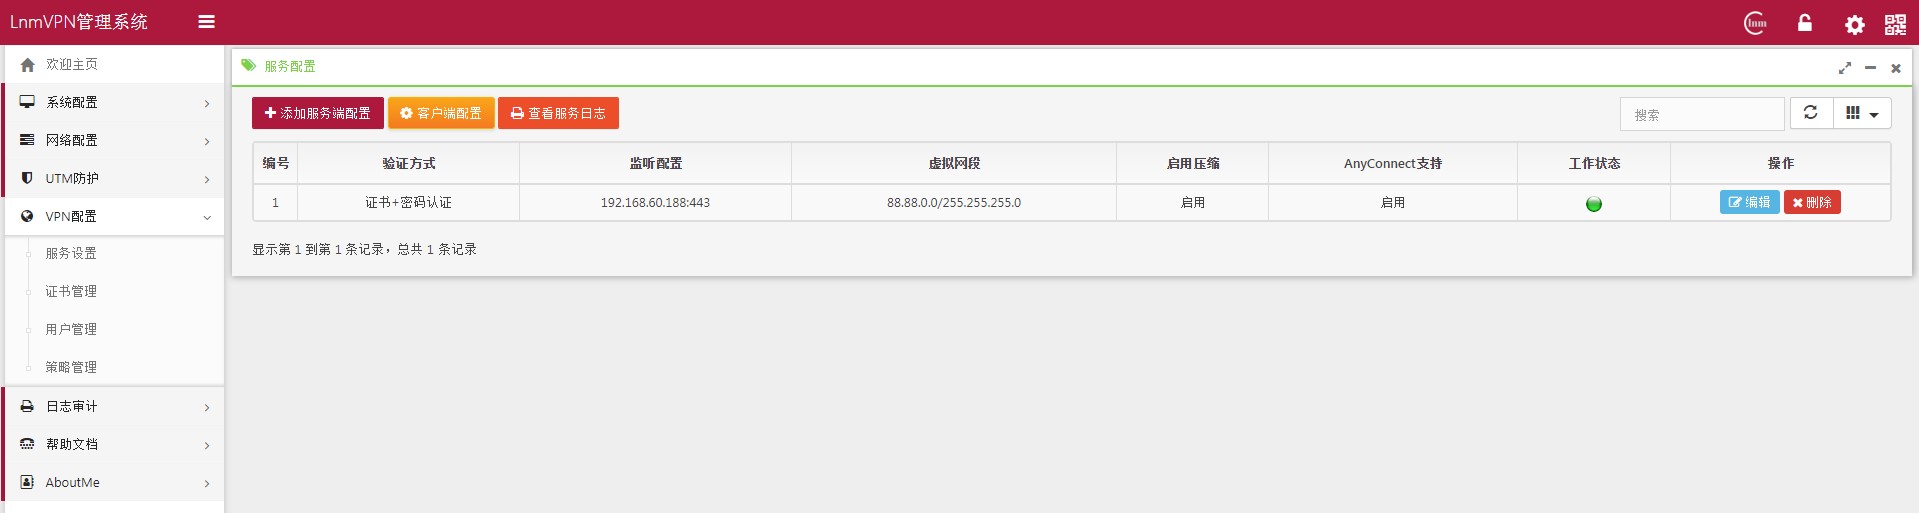 LnmVPN管理系统
lnm
欢迎主页
系统配置
网络配置
UTM防护
VPN配置
服务设置
证书管理
用户管理
策略管理
日志审计
帮助文档
AboutMe
服务配置
添加服务端配置 客户端配置 查看服务日志 搜索
编号 验证方式 监听配置 虚拟网段 启用压缩 AnyConnect支持 工作状态 操作
1 证书+密码认证 192.168.60.188:443 88.88.0.0/255.255.255.0 启用 启用 编辑 删除
显示第 1 到第 1 条记录，总共 1 条记录